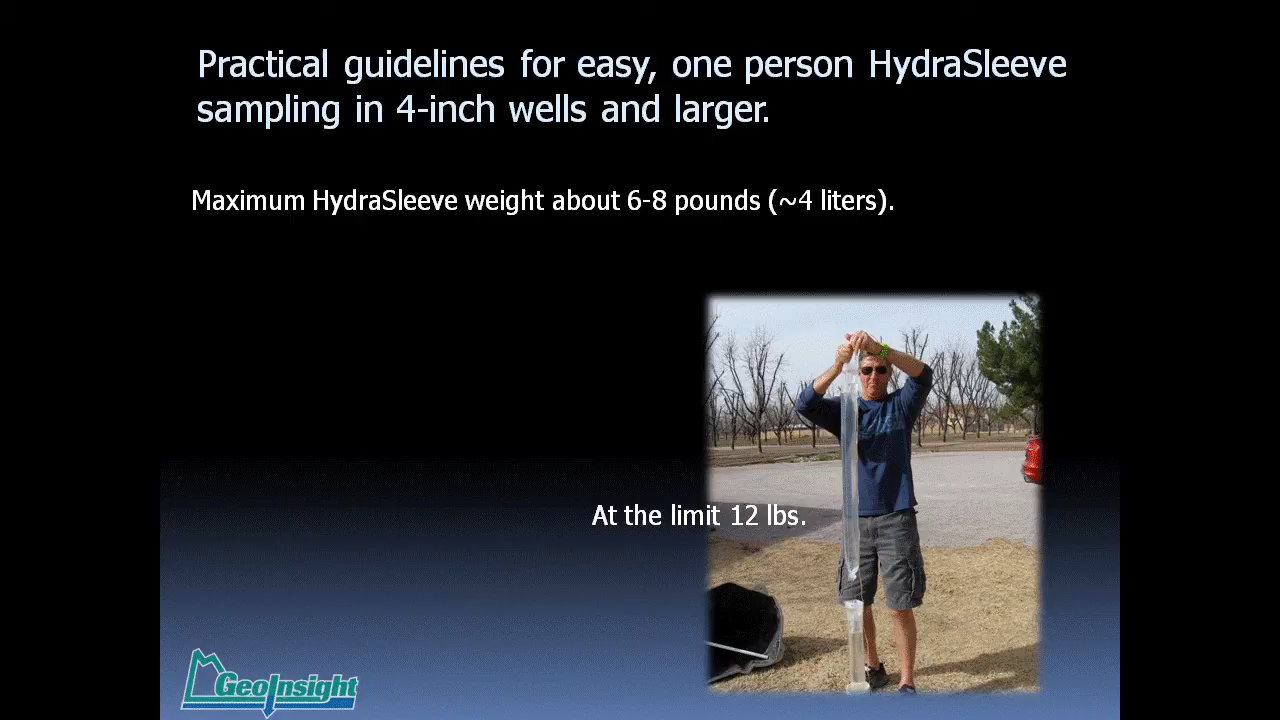 Practical guidelines for easy, one person HydraSleeve
sampling in 4-inch wells and larger.
Maximum HydraSleeve weight about 6-8 pounds (~4 liters).
At the limit 12 lbs.
GeoInsight